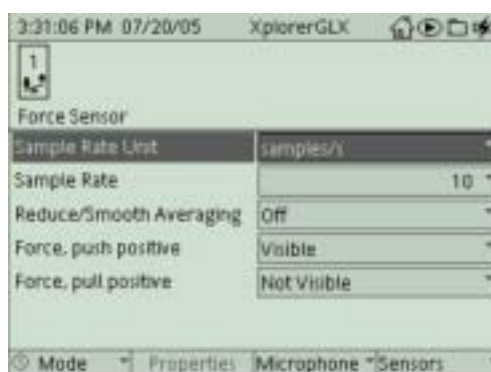 3:31:06 PM 07/20/05 XplorerGLX
1
Force Sensor
Sample Rate Unit samples/s
Sample Rate 10
Reduce/Smooth Averaging Off
Force, push positive Visible
Force, pull positive Not Visible
Mode Properties Microphone Sensors